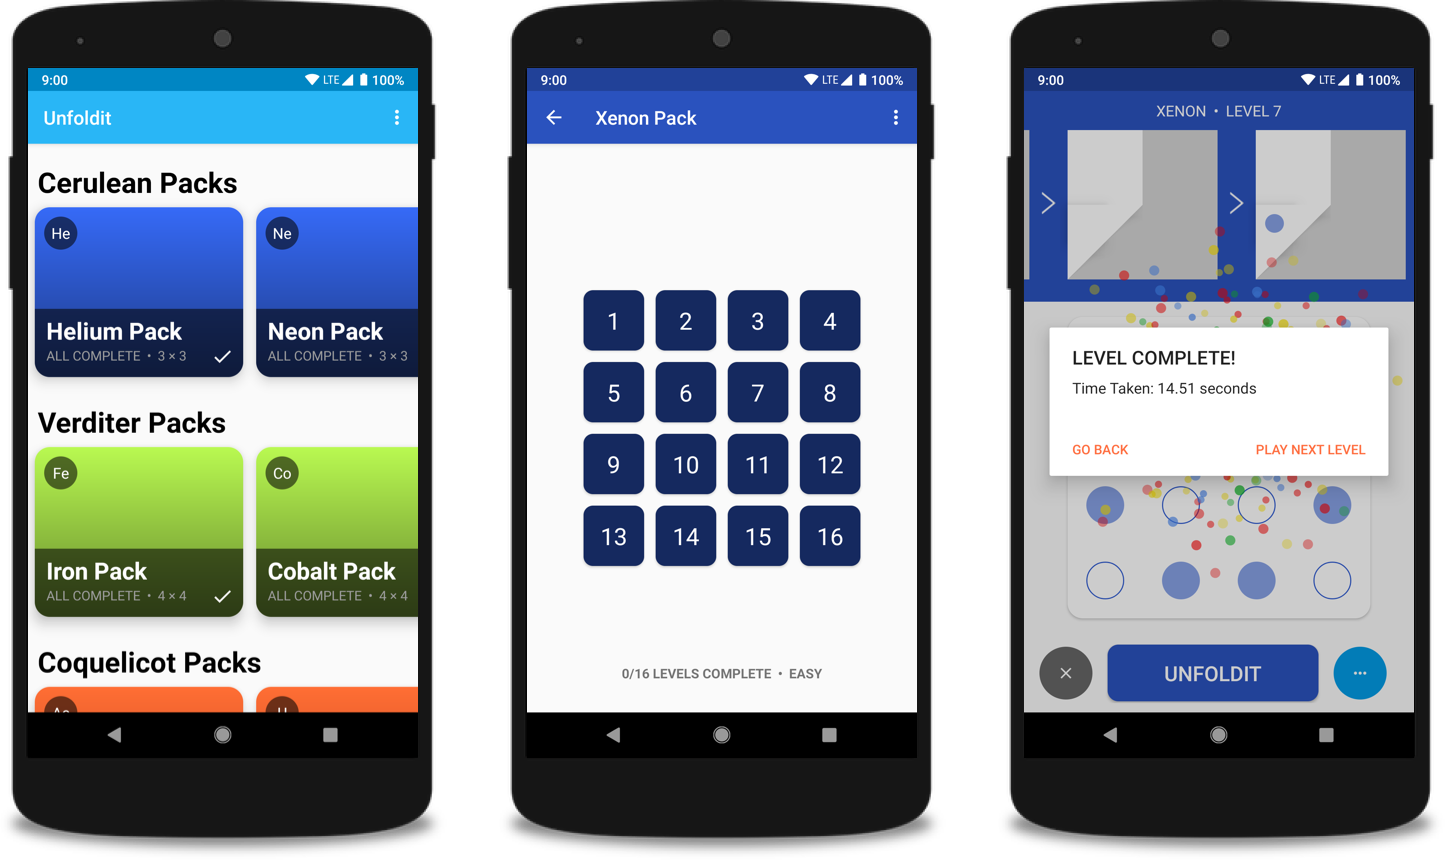 9:00 LTE 100%
Unfoldit
Cerulean Packs
He
Helium Pack
ALL COMPLETE • 3 × 3
Ne
Neon Pack
ALL COMPLETE • 3 × 3
Verditer Packs
Fe
Iron Pack
ALL COMPLETE • 4 × 4
Co
Cobalt Pack
ALL COMPLETE • 4 × 4
Coquelicot Packs
9:00 LTE 100%
Xenon Pack
1 2 3 4
5 6 7 8
9 10 11 12
13 14 15 16
0/16 LEVELS COMPLETE • EASY
9:00 LTE 100%
XENON • LEVEL 7
LEVEL COMPLETE!
Time Taken: 14.51 seconds
GO BACK PLAY NEXT LEVEL
UNFOLDIT